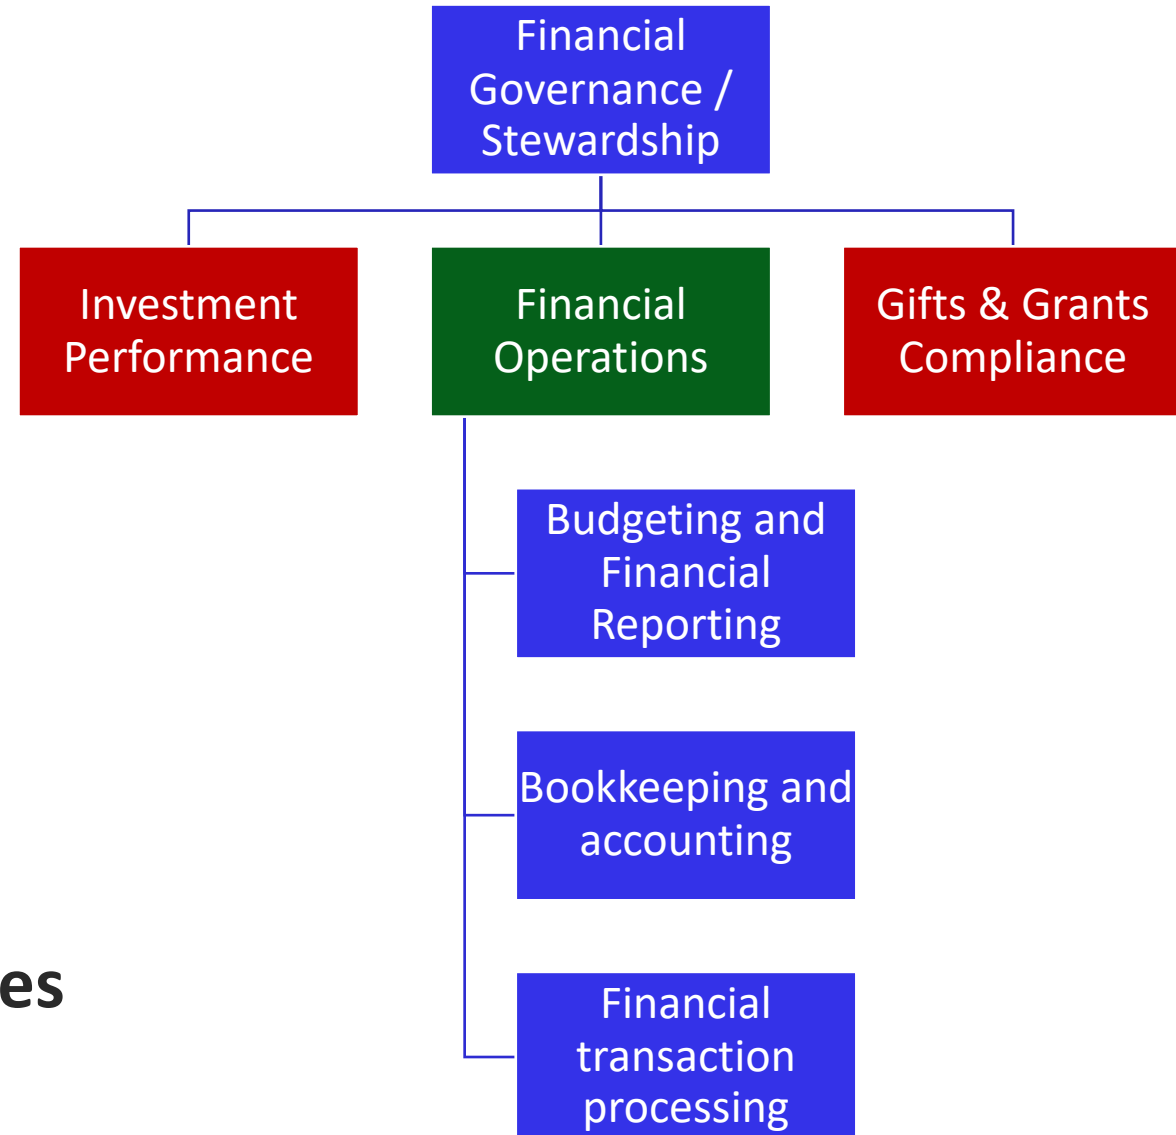 Financial
Governance /
Stewardship
Investment
Performance
Financial
Operations
Gifts & Grants
Compliance
Budgeting and
Financial
Reporting
Bookkeeping and
accounting
es
Financial
transaction
processing